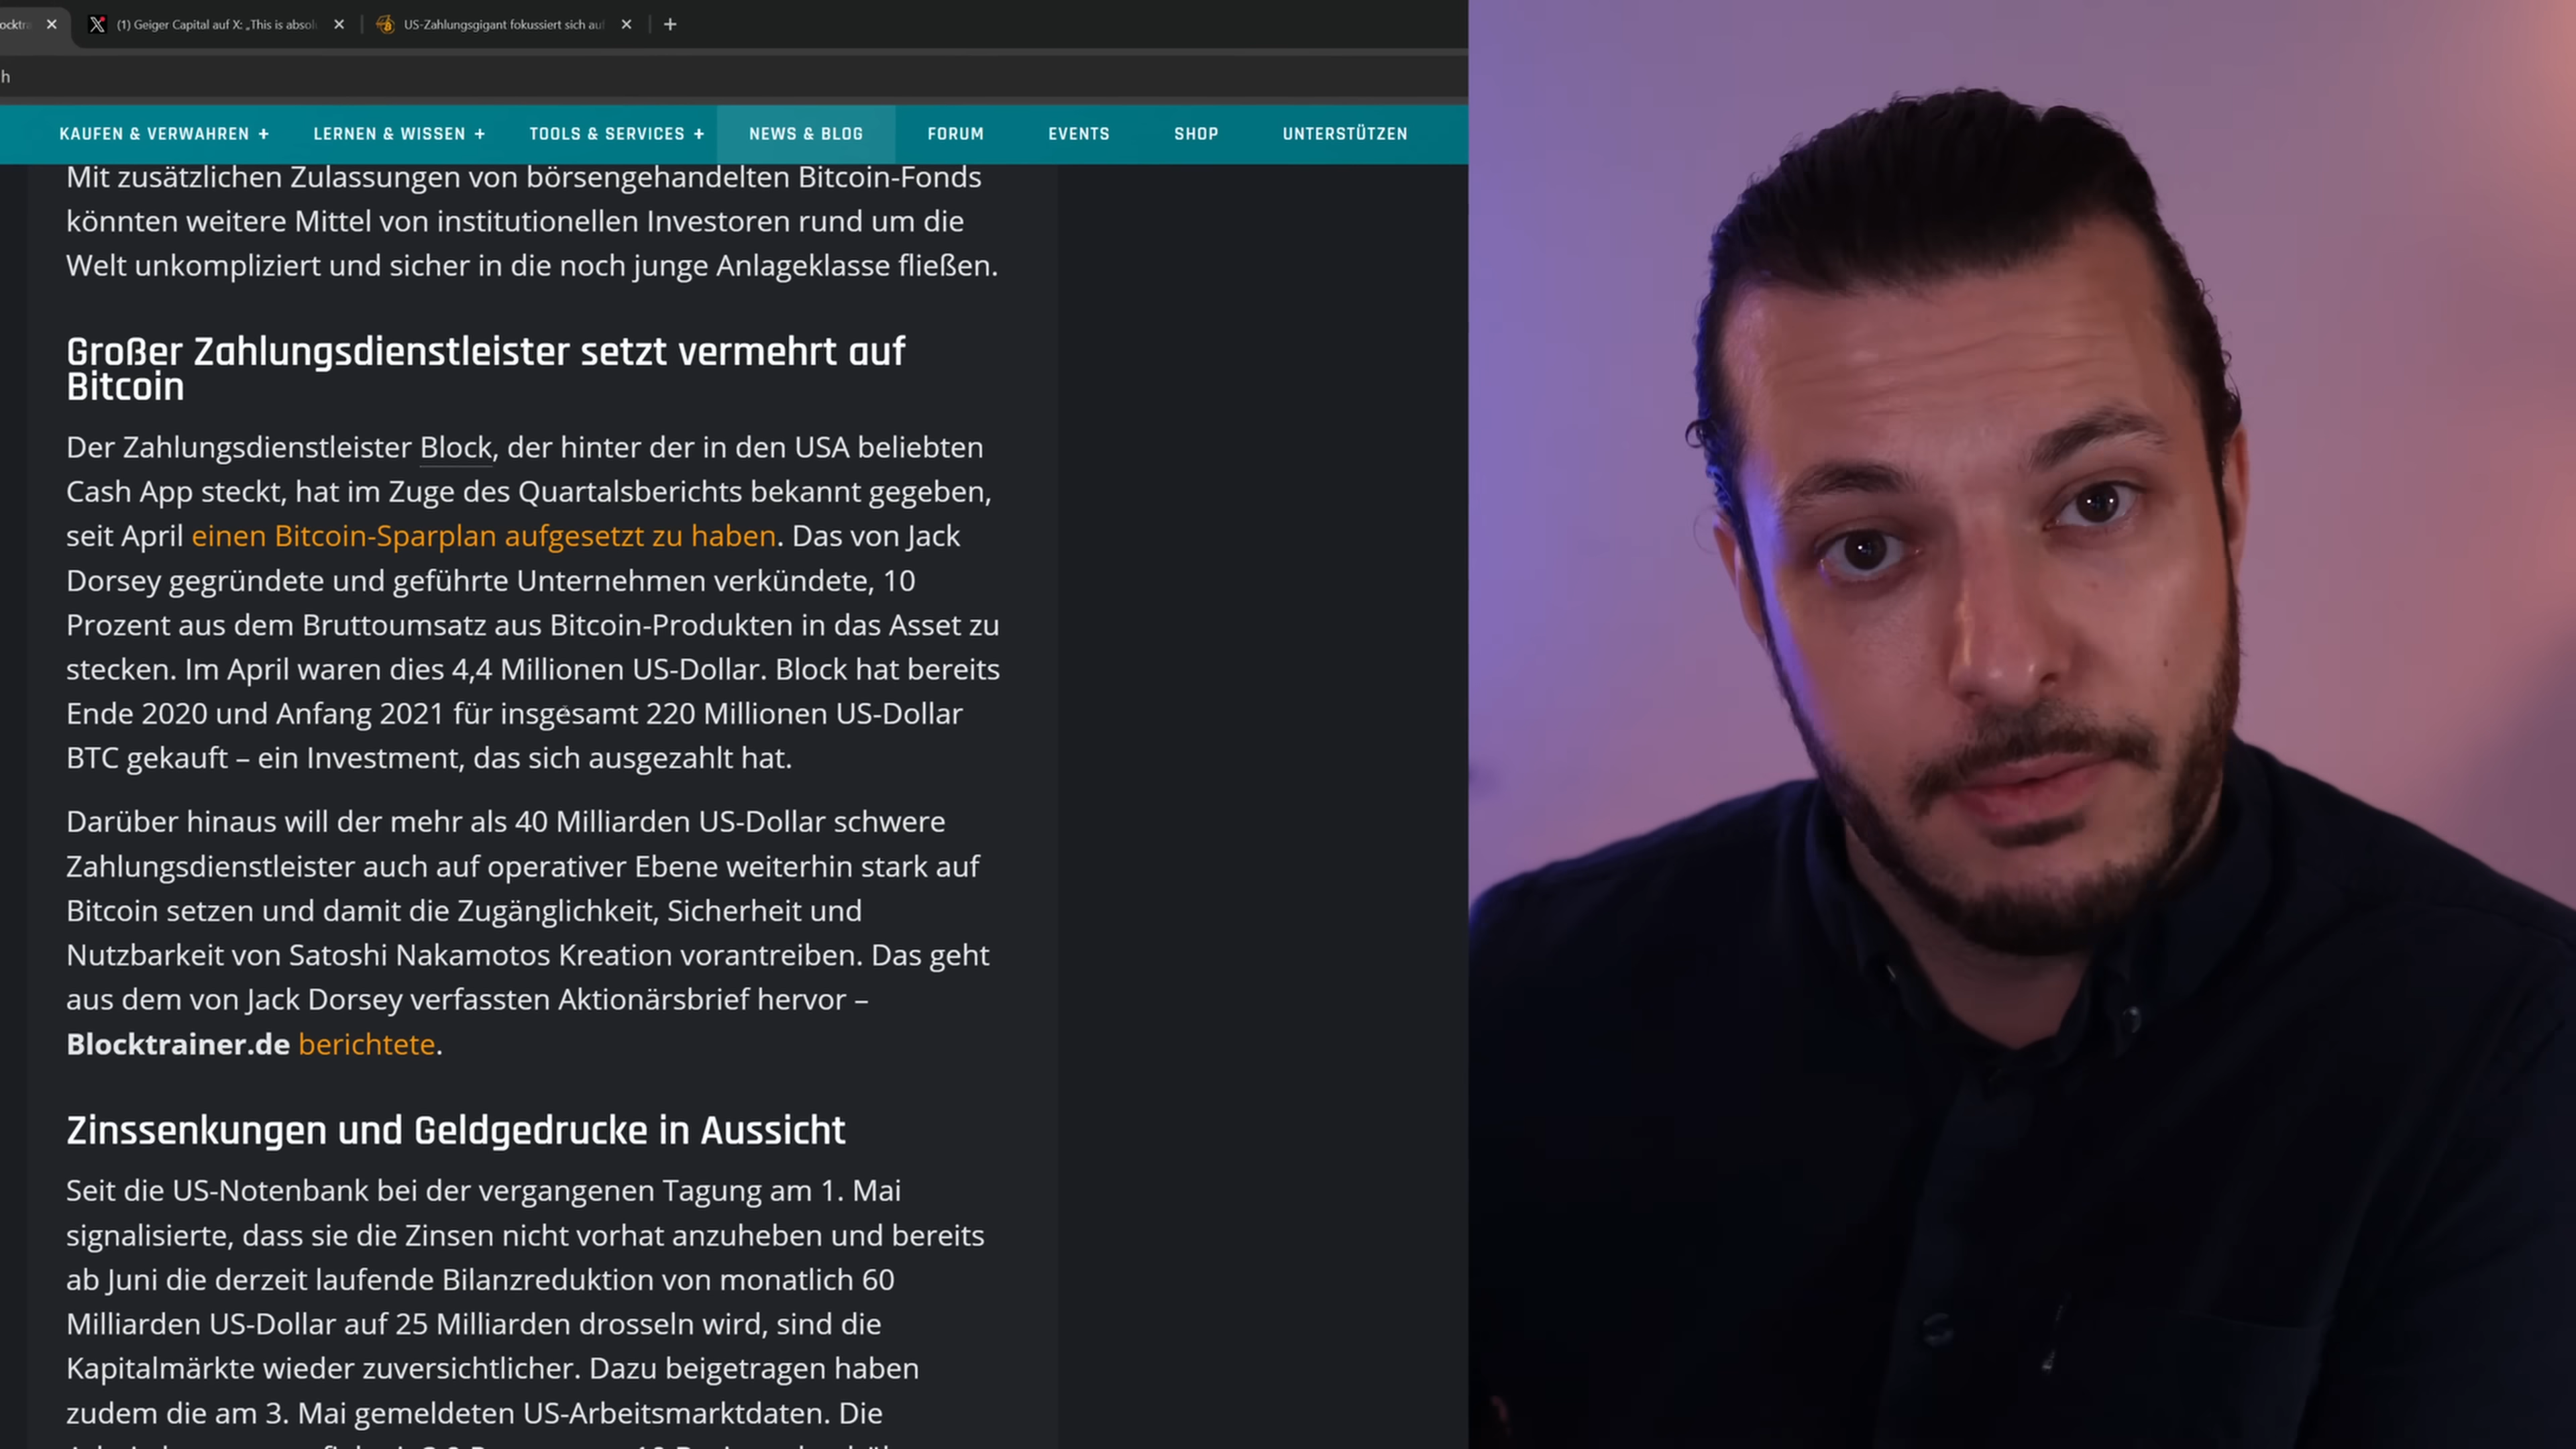 ocktra
(1) Geiger Capital auf X: „This is absol
US-Zahlungsgigant fokussiert sich auf
h
KAUFEN & VERWAHREN +
LERNEN & WISSEN +
TOOLS & SERVICES +
NEWS & BLOG
FORUM
EVENTS
SHOP
UNTERSTÜTZEN
Mit zusätzlichen Zulassungen von börsengehandelten Bitcoin-Fonds
könnten weitere Mittel von institutionellen Investoren rund um die
Welt unkompliziert und sicher in die noch junge Anlageklasse fließen.
Großer Zahlungsdienstleister setzt vermehrt auf
Bitcoin
Der Zahlungsdienstleister Block, der hinter der in den USA beliebten
Cash App steckt, hat im Zuge des Quartalsberichts bekannt gegeben,
seit April einen Bitcoin-Sparplan aufgesetzt zu haben. Das von Jack
Dorsey gegründete und geführte Unternehmen verkündete, 10
Prozent aus dem Bruttoumsatz aus Bitcoin-Produkten in das Asset zu
stecken. Im April waren dies 4,4 Millionen US-Dollar. Block hat bereits
Ende 2020 und Anfang 2021 für insgesamt 220 Millionen US-Dollar
BTC gekauft – ein Investment, das sich ausgezahlt hat.
Darüber hinaus will der mehr als 40 Milliarden US-Dollar schwere
Zahlungsdienstleister auch auf operativer Ebene weiterhin stark auf
Bitcoin setzen und damit die Zugänglichkeit, Sicherheit und
Nutzbarkeit von Satoshi Nakamotos Kreation vorantreiben. Das geht
aus dem von Jack Dorsey verfassten Aktionärsbrief hervor –
Blocktrainer.de berichtete.
Zinssenkungen und Geldgedrucke in Aussicht
Seit die US-Notenbank bei der vergangenen Tagung am 1. Mai
signalisierte, dass sie die Zinsen nicht vorhat anzuheben und bereits
ab Juni die derzeit laufende Bilanzreduktion von monatlich 60
Milliarden US-Dollar auf 25 Milliarden drosseln wird, sind die
Kapitalmärkte wieder zuversichtlicher. Dazu beigetragen haben
zudem die am 3. Mai gemeldeten US-Arbeitsmarktdaten. Die